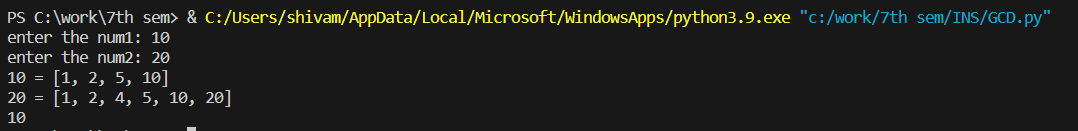 PS C:\work\7th sem> & C:/Users/shivam/AppData/Local/Microsoft/WindowsApps/python3.9.exe "c:/work/7th sem/INS/GCD.py"
enter the num1: 10
enter the num2: 20
10 = [1, 2, 5, 10]
20 = [1, 2, 4, 5, 10, 20]
10